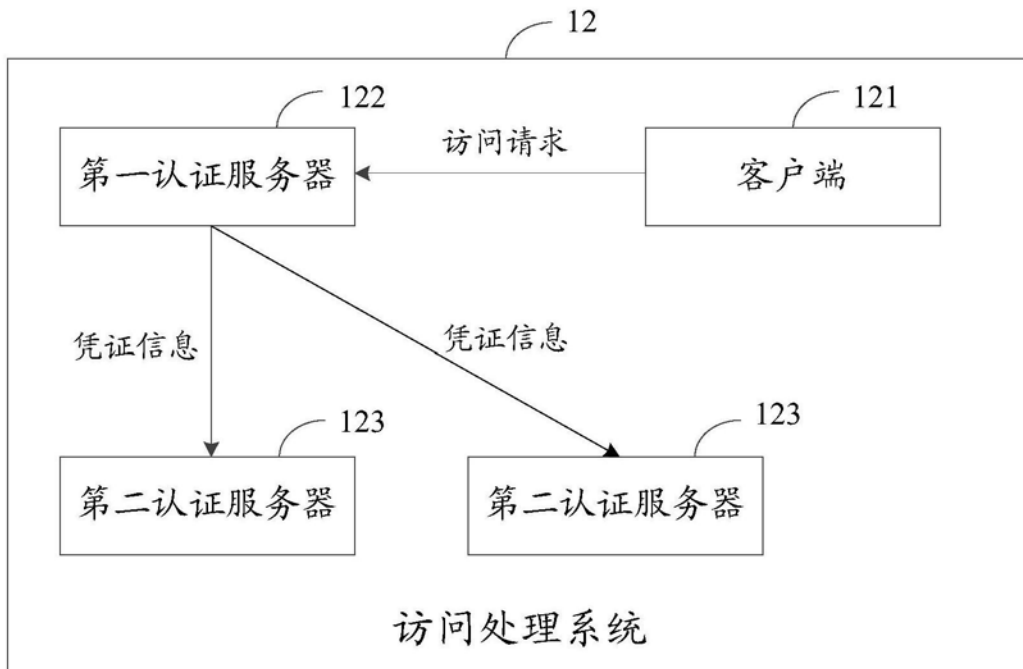 12
122
121
第一认证服务器
访问请求
客户端
凭证信息
凭证信息
123
123
第二认证服务器
第二认证服务器
访问处理系统